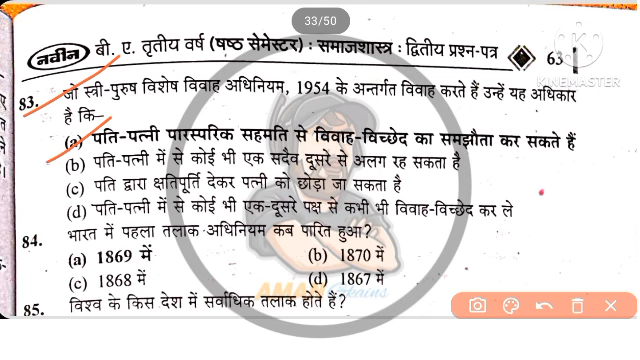 33/50
नवीन बी. ए. तृतीय वर्ष (षष्ठ सेमेस्टर) : समाजशास्त्र : द्वितीय प्रश्न-पत्र 63
KINEMASTER
83. जो स्त्री-पुरुष विशेष विवाह अधिनियम, 1954 के अन्तर्गत विवाह करते हैं उन्हें यह अधिकार
है कि–
(a) पति-पत्नी पारस्परिक सहमति से विवाह-विच्छेद का समझौता कर सकते हैं
(b) पति-पत्नी में से कोई भी एक सदैव दूसरे से अलग रह सकता है
(c) पति द्वारा क्षतिपूर्ति देकर पत्नी को छोड़ा जा सकता है
(d) पति-पत्नी में से कोई भी एक-दूसरे पक्ष से कभी भी विवाह-विच्छेद कर ले
84. भारत में पहला तलाक अधिनियम कब पारित हुआ?
(a) 1869 में (b) 1870 में
(c) 1868 में (d) 1867 में
85. विश्व के किस देश में सर्वाधिक तलाक होते हैं?